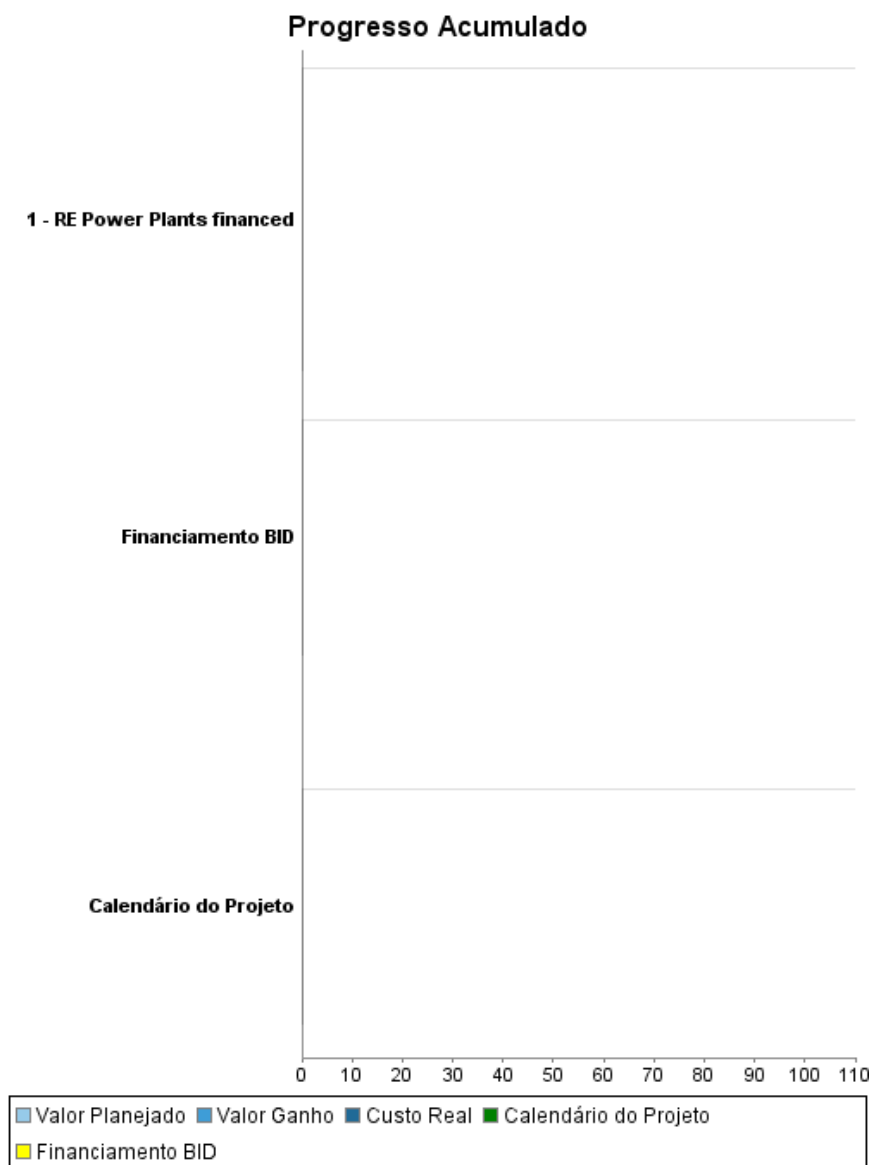 Progresso Acumulado
1 - RE Power Plants financed
Financiamento BID
Calendário do Projeto
0 10 20 30 40 50 60 70 80 90 100 110
Valor Planejado Valor Ganho Custo Real Calendário do Projeto
Financiamento BID